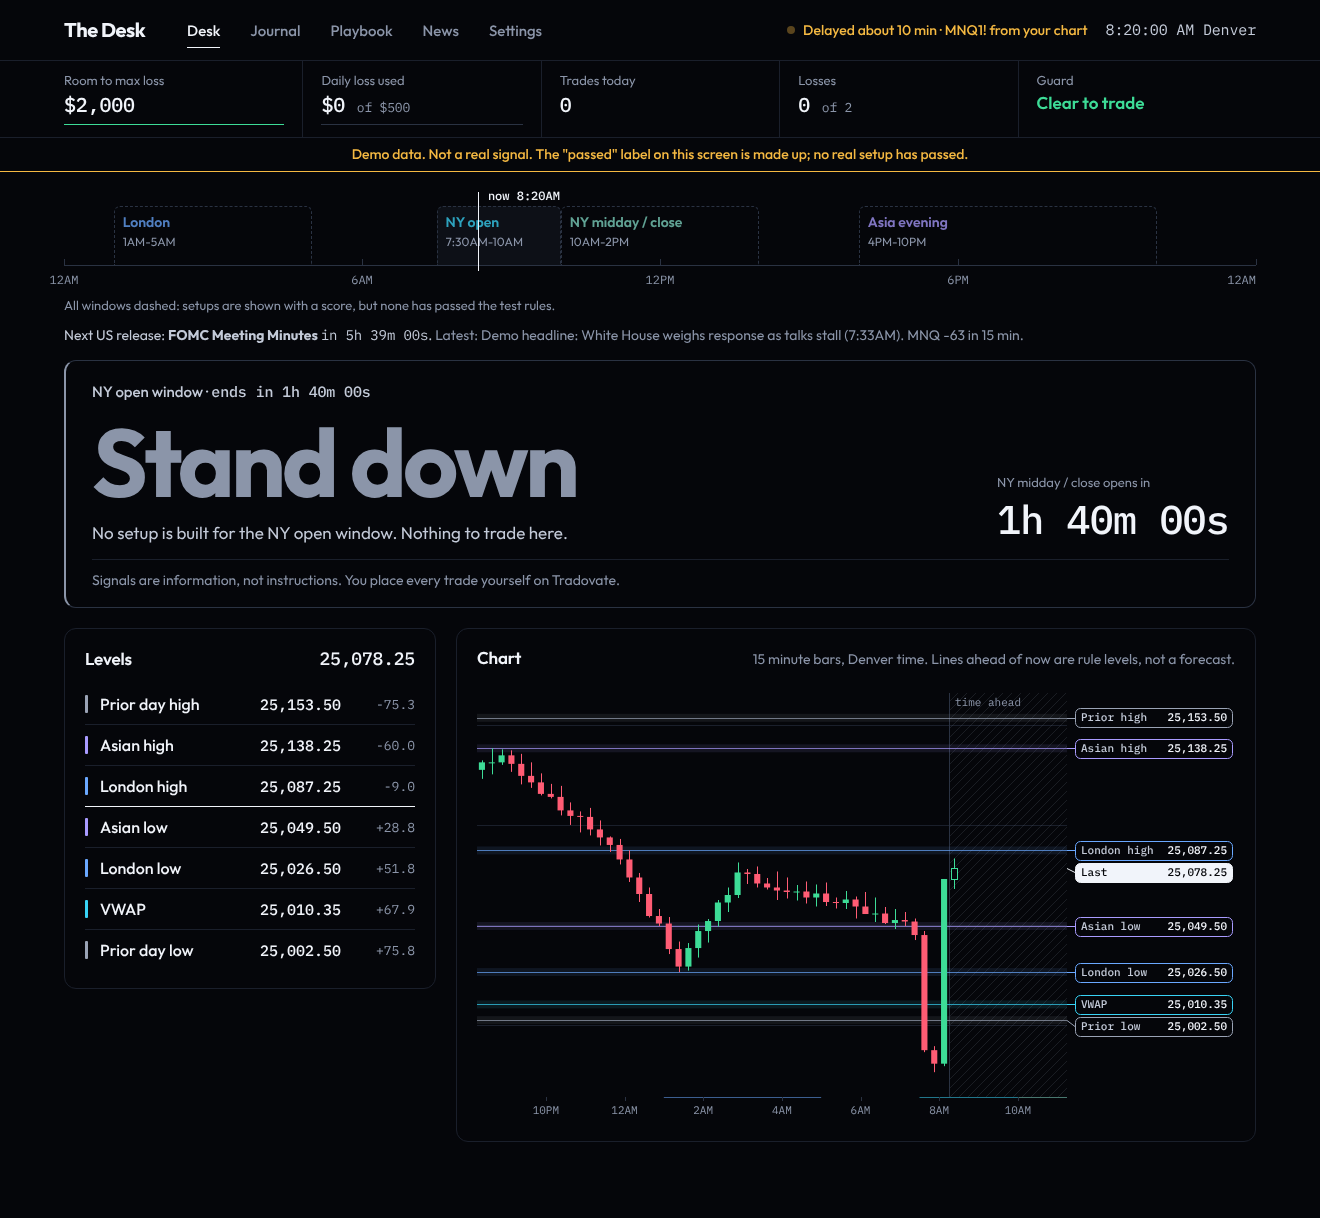 The Desk
Desk
Journal
Playbook
News
Settings
Delayed about 10 min · MNQ1! from your chart
8:20:00 AM Denver
Room to max loss
$2,000
Daily loss used
$0 of $500
Trades today
0
Losses
0 of 2
Guard
Clear to trade
Demo data. Not a real signal. The "passed" label on this screen is made up; no real setup has passed.
now 8:20AM
London
1AM-5AM
NY open
7:30AM-10AM
NY midday / close
10AM-2PM
Asia evening
4PM-10PM
12AM
6AM
12PM
6PM
12AM
All windows dashed: setups are shown with a score, but none has passed the test rules.
Next US release: FOMC Meeting Minutes in 5h 39m 00s. Latest: Demo headline: White House weighs response as talks stall (7:33AM). MNQ -63 in 15 min.
NY open window · ends in 1h 40m 00s
Stand down
No setup is built for the NY open window. Nothing to trade here.
NY midday / close opens in
1h 40m 00s
Signals are information, not instructions. You place every trade yourself on Tradovate.
Levels 25,078.25
Prior day high 25,153.50 -75.3
Asian high 25,138.25 -60.0
London high 25,087.25 -9.0
Asian low 25,049.50 +28.8
London low 25,026.50 +51.8
VWAP 25,010.35 +67.9
Prior day low 25,002.50 +75.8
Chart
15 minute bars, Denver time. Lines ahead of now are rule levels, not a forecast.
time ahead
Prior high 25,153.50
Asian high 25,138.25
London high 25,087.25
Last 25,078.25
Asian low 25,049.50
London low 25,026.50
VWAP 25,010.35
Prior low 25,002.50
10PM
12AM
2AM
4AM
6AM
8AM
10AM